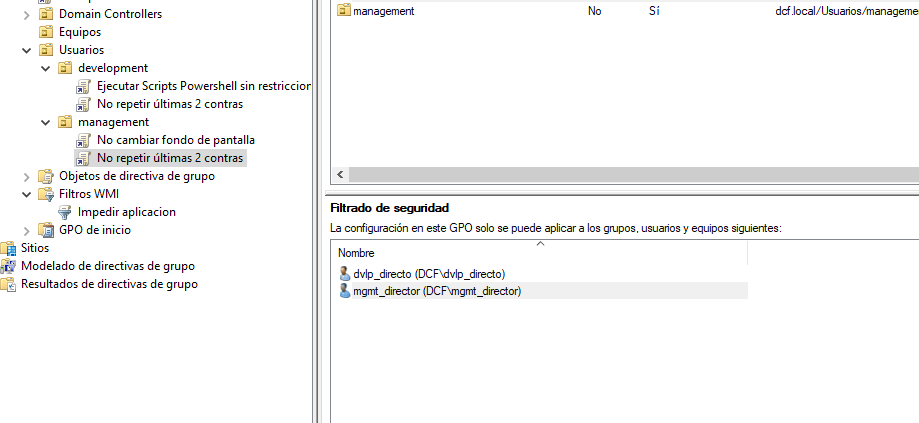 Domain Controllers
Equipos
Usuarios
development
Ejecutar Scripts Powershell sin restriccion
No repetir últimas 2 contras
management
No cambiar fondo de pantalla
No repetir últimas 2 contras
Objetos de directiva de grupo
Filtros WMI
Impedir aplicacion
GPO de inicio
Sitios
Modelado de directivas de grupo
Resultados de directivas de grupo
management No Sí dcf.local/Usuarios/manageme
Filtrado de seguridad
La configuración en este GPO solo se puede aplicar a los grupos, usuarios y equipos siguientes:
Nombre
dvlp_directo (DCF\dvlp_directo)
mgmt_director (DCF\mgmt_director)